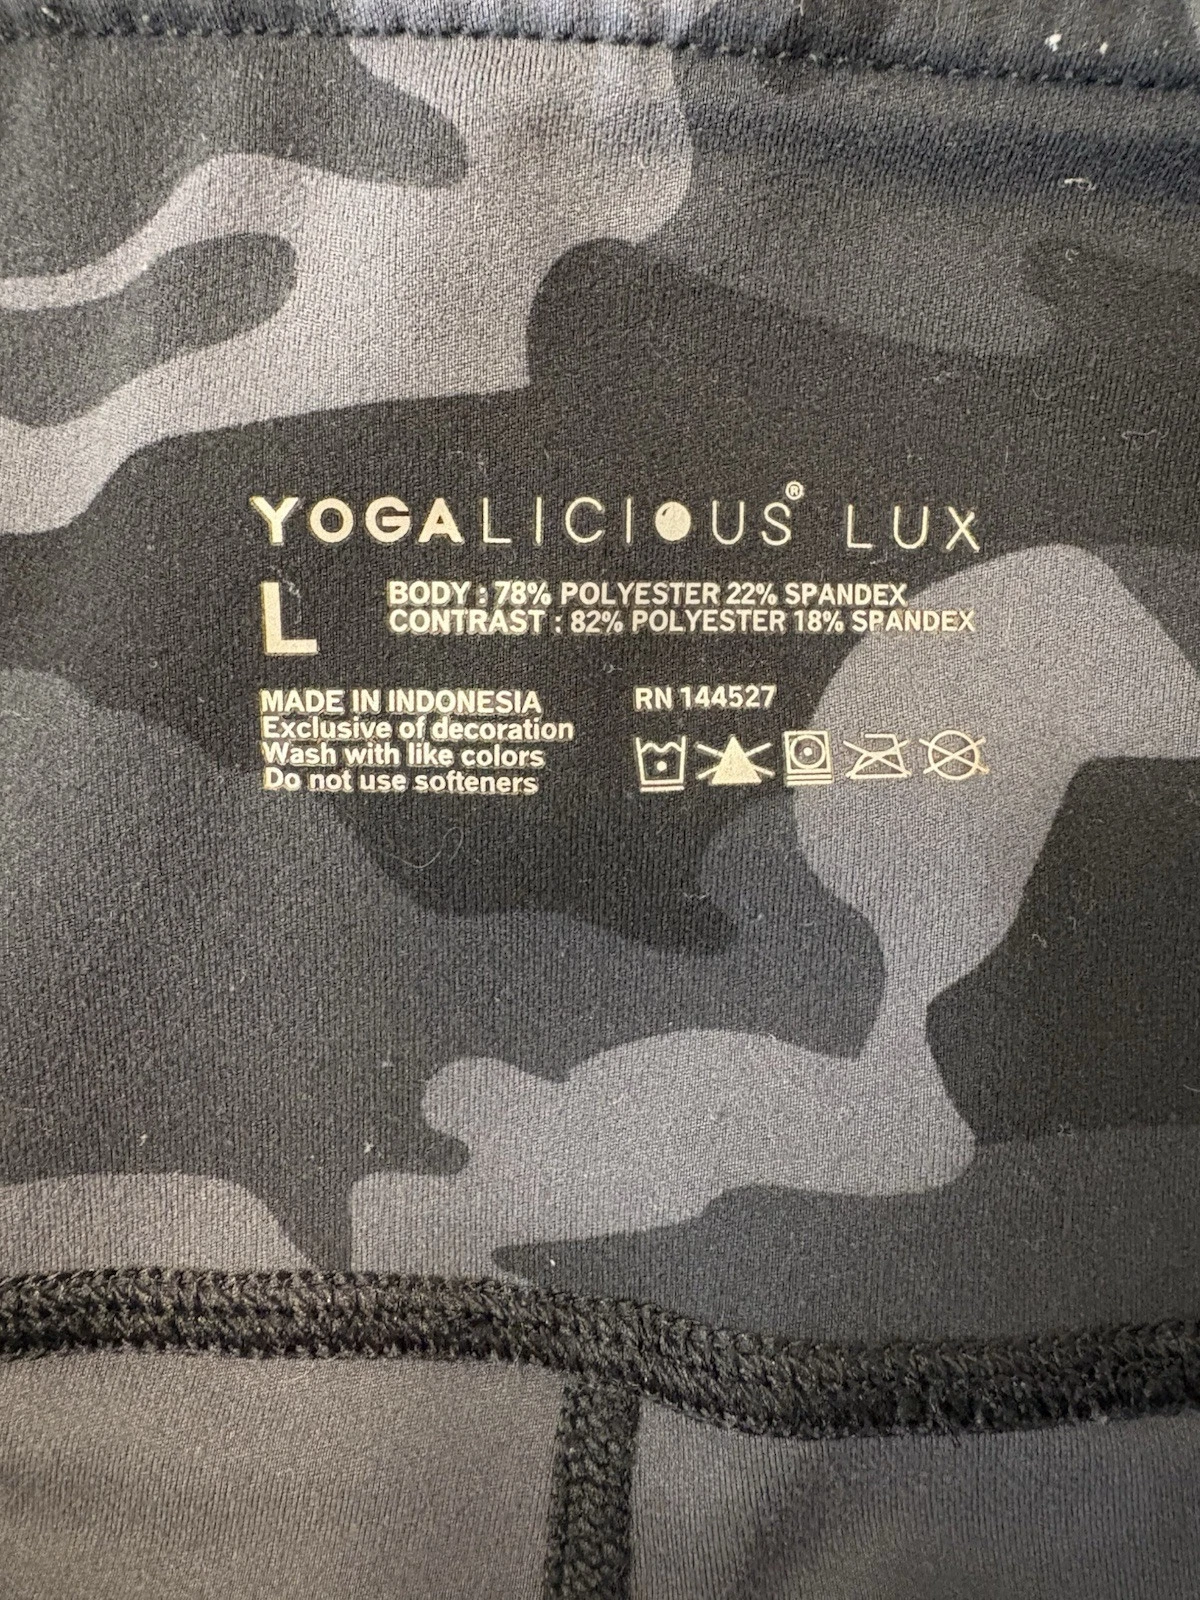 YOGALICIOUS® LUX
L
BODY : 78% POLYESTER 22% SPANDEX
CONTRAST : 82% POLYESTER 18% SPANDEX
MADE IN INDONESIA
Exclusive of decoration
Wash with like colors
Do not use softeners
RN 144527